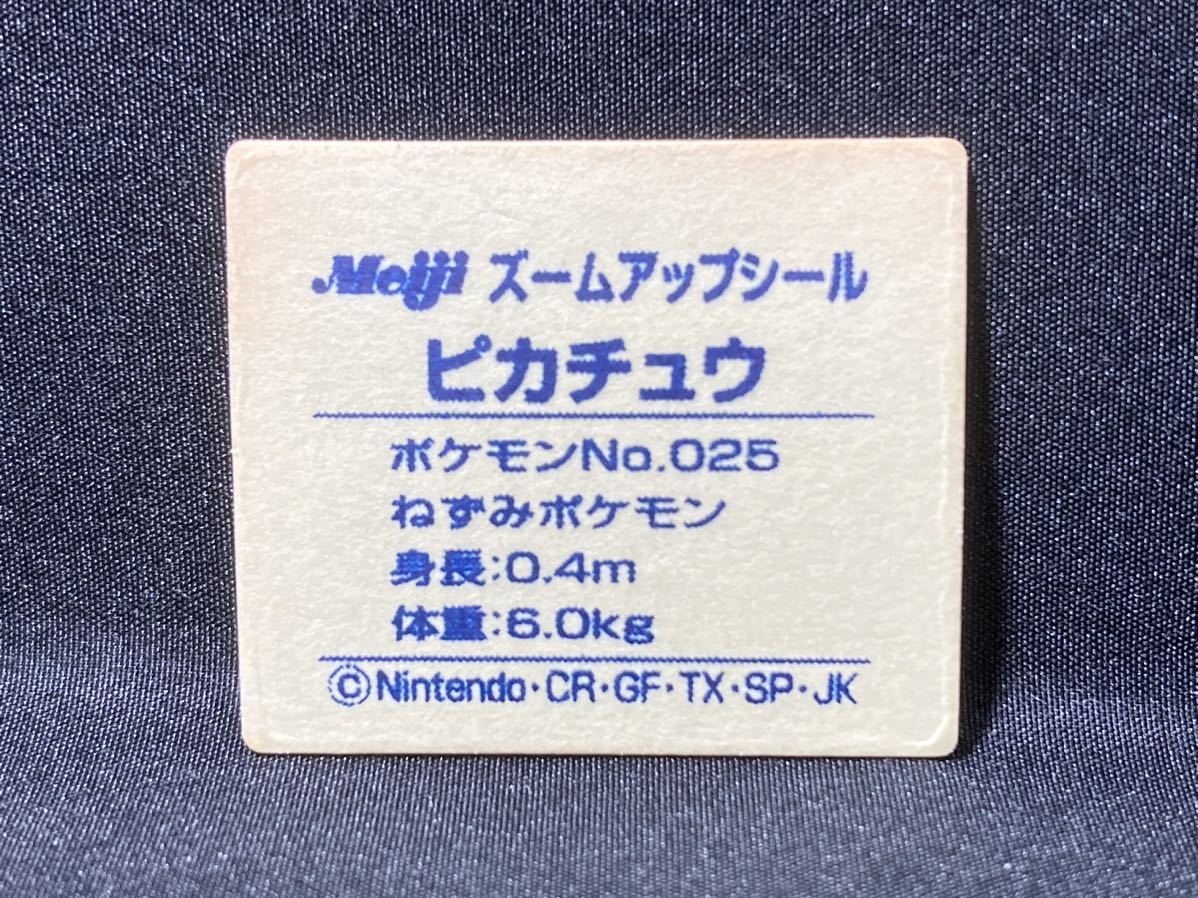 Meiji ズームアップシール
ピカチュウ
ポケモンNo.025
ねずみポケモン
身長:0.4m
体重:6.0kg
©Nintendo・CR・GF・TX・SP・JK